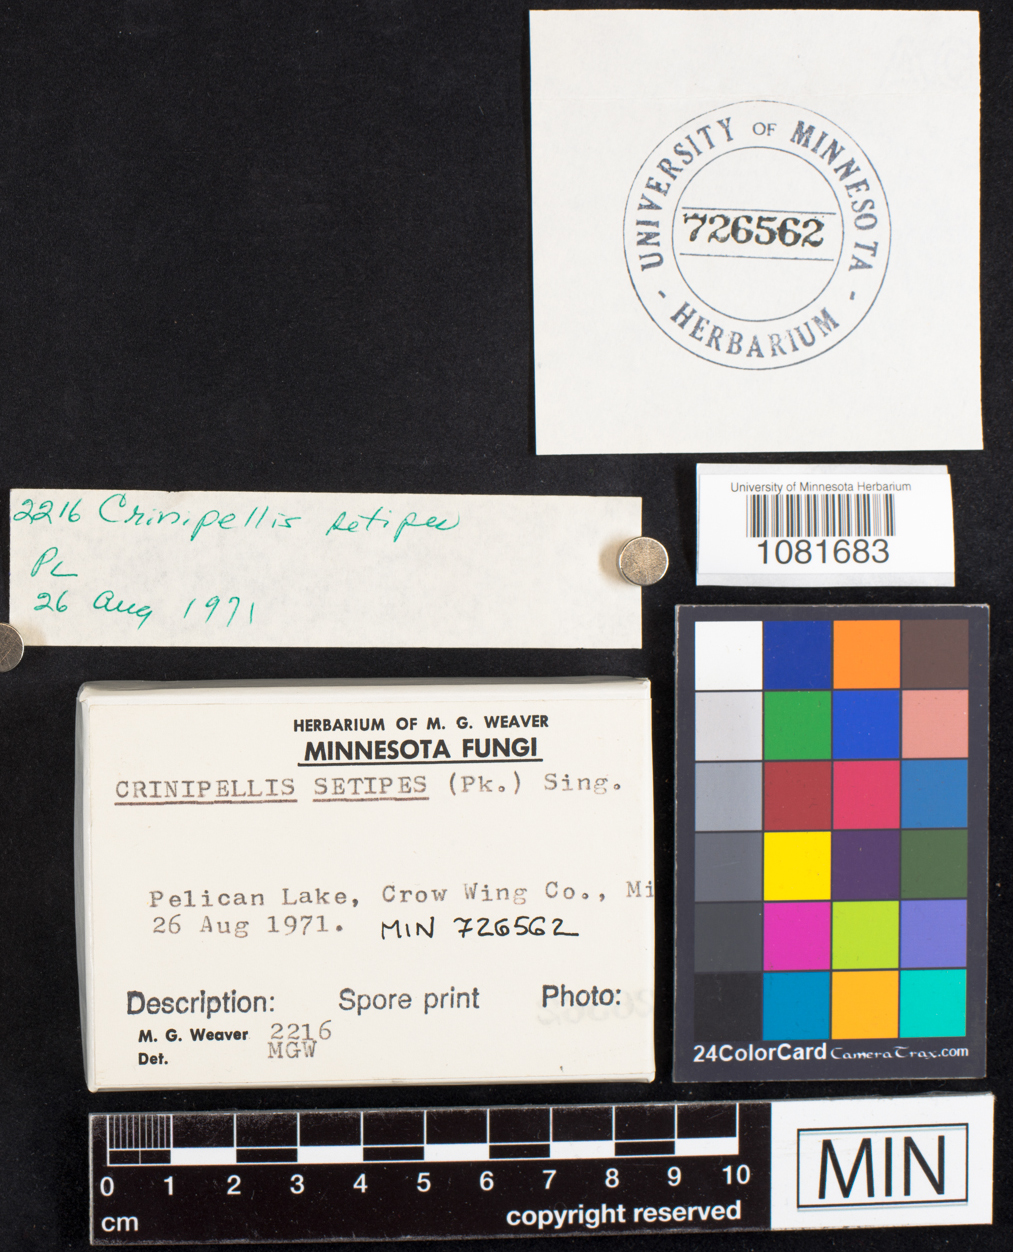 UNIVERSITY OF MINNESOTA
726562
- HERBARIUM -
University of Minnesota Herbarium
1081683
2216 Crinipellis setipes
PL
26 Aug 1971
HERBARIUM OF M. G. WEAVER
MINNESOTA FUNGI
CRINIPELLIS SETIPES (Pk.) Sing.
Pelican Lake, Crow Wing Co., Mi
26 Aug 1971. MIN 726562
Description: Spore print Photo:
M. G. Weaver 2216
Det. MGW
24ColorCard CameraTrax.com
0 1 2 3 4 5 6 7 8 9 10
cm
copyright reserved
MIN